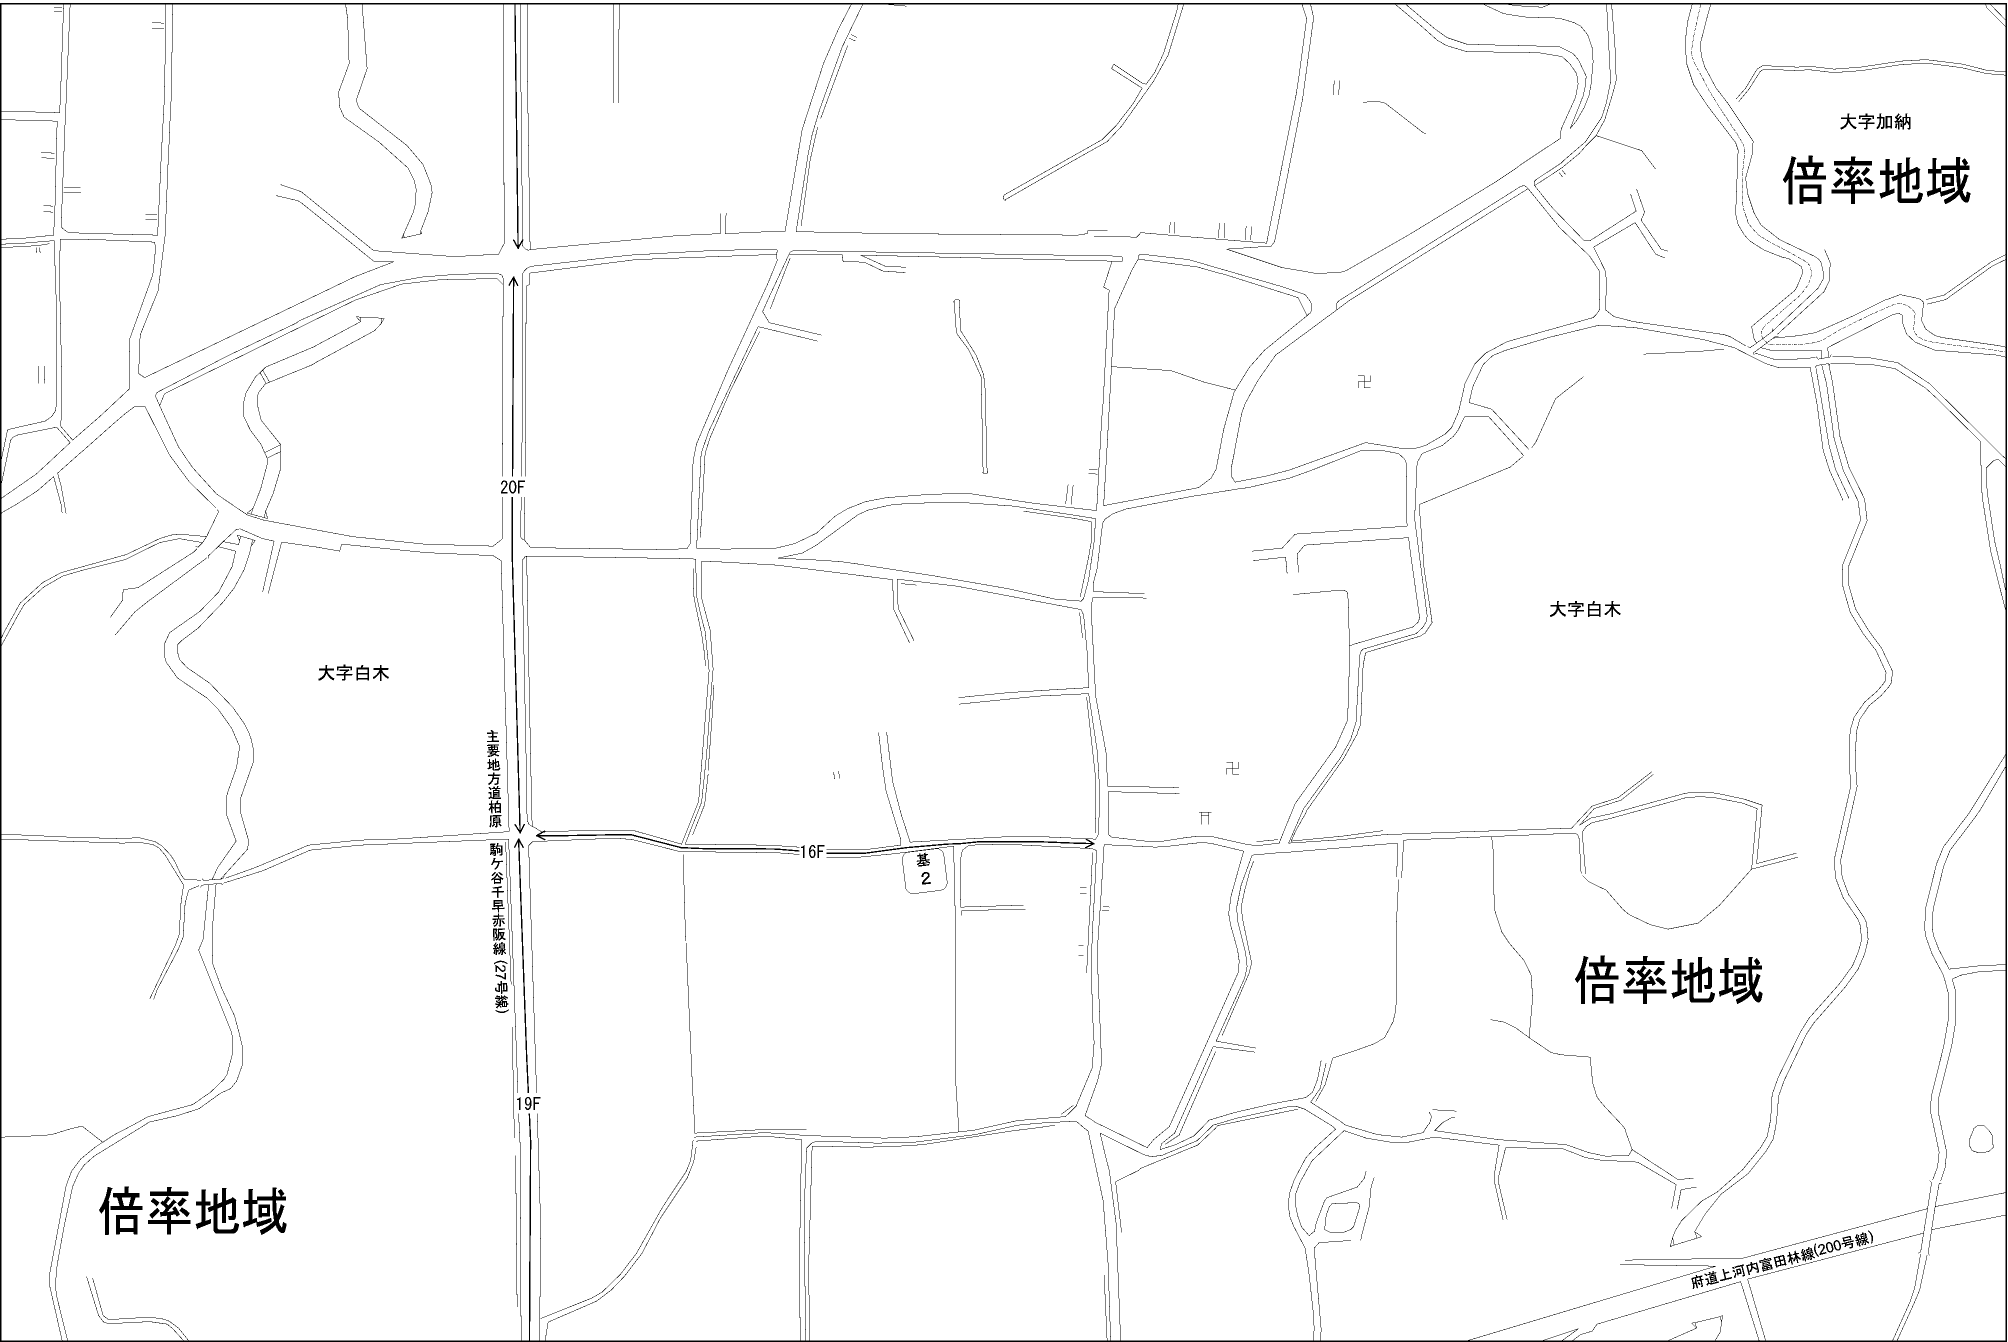 大字加納
倍率地域
20F
大字白木
大字白木
主要地方道柏原
駒ケ谷千早赤阪線(27号線)
16F
基
2
倍率地域
19F
倍率地域
府道上河内富田林線(200号線)